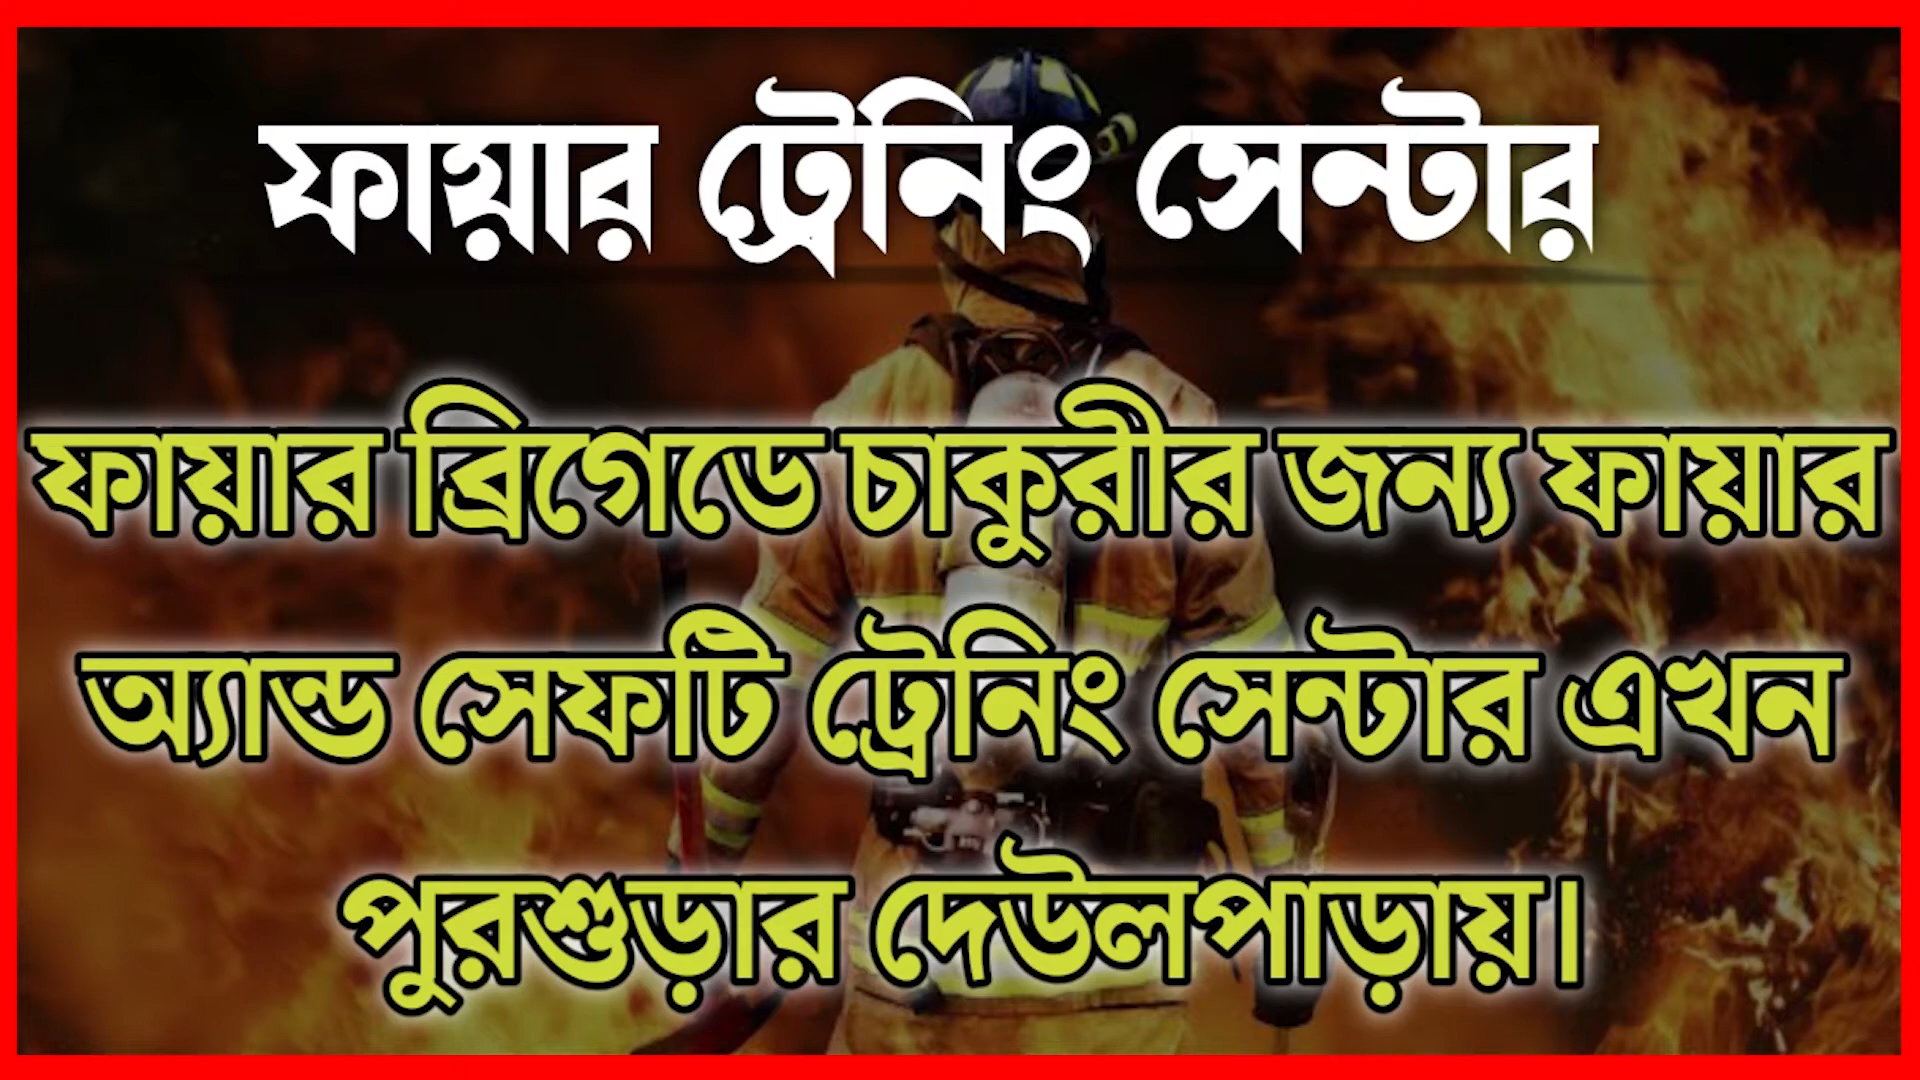 ফায়ার ট্রেনিং সেন্টার
ফায়ার ব্রিগেডে চাকুরীর জন্য ফায়ার
অ্যান্ড সেফটি ট্রেনিং সেন্টার এখন
পুরশুড়ার দেউলপাড়ায়।